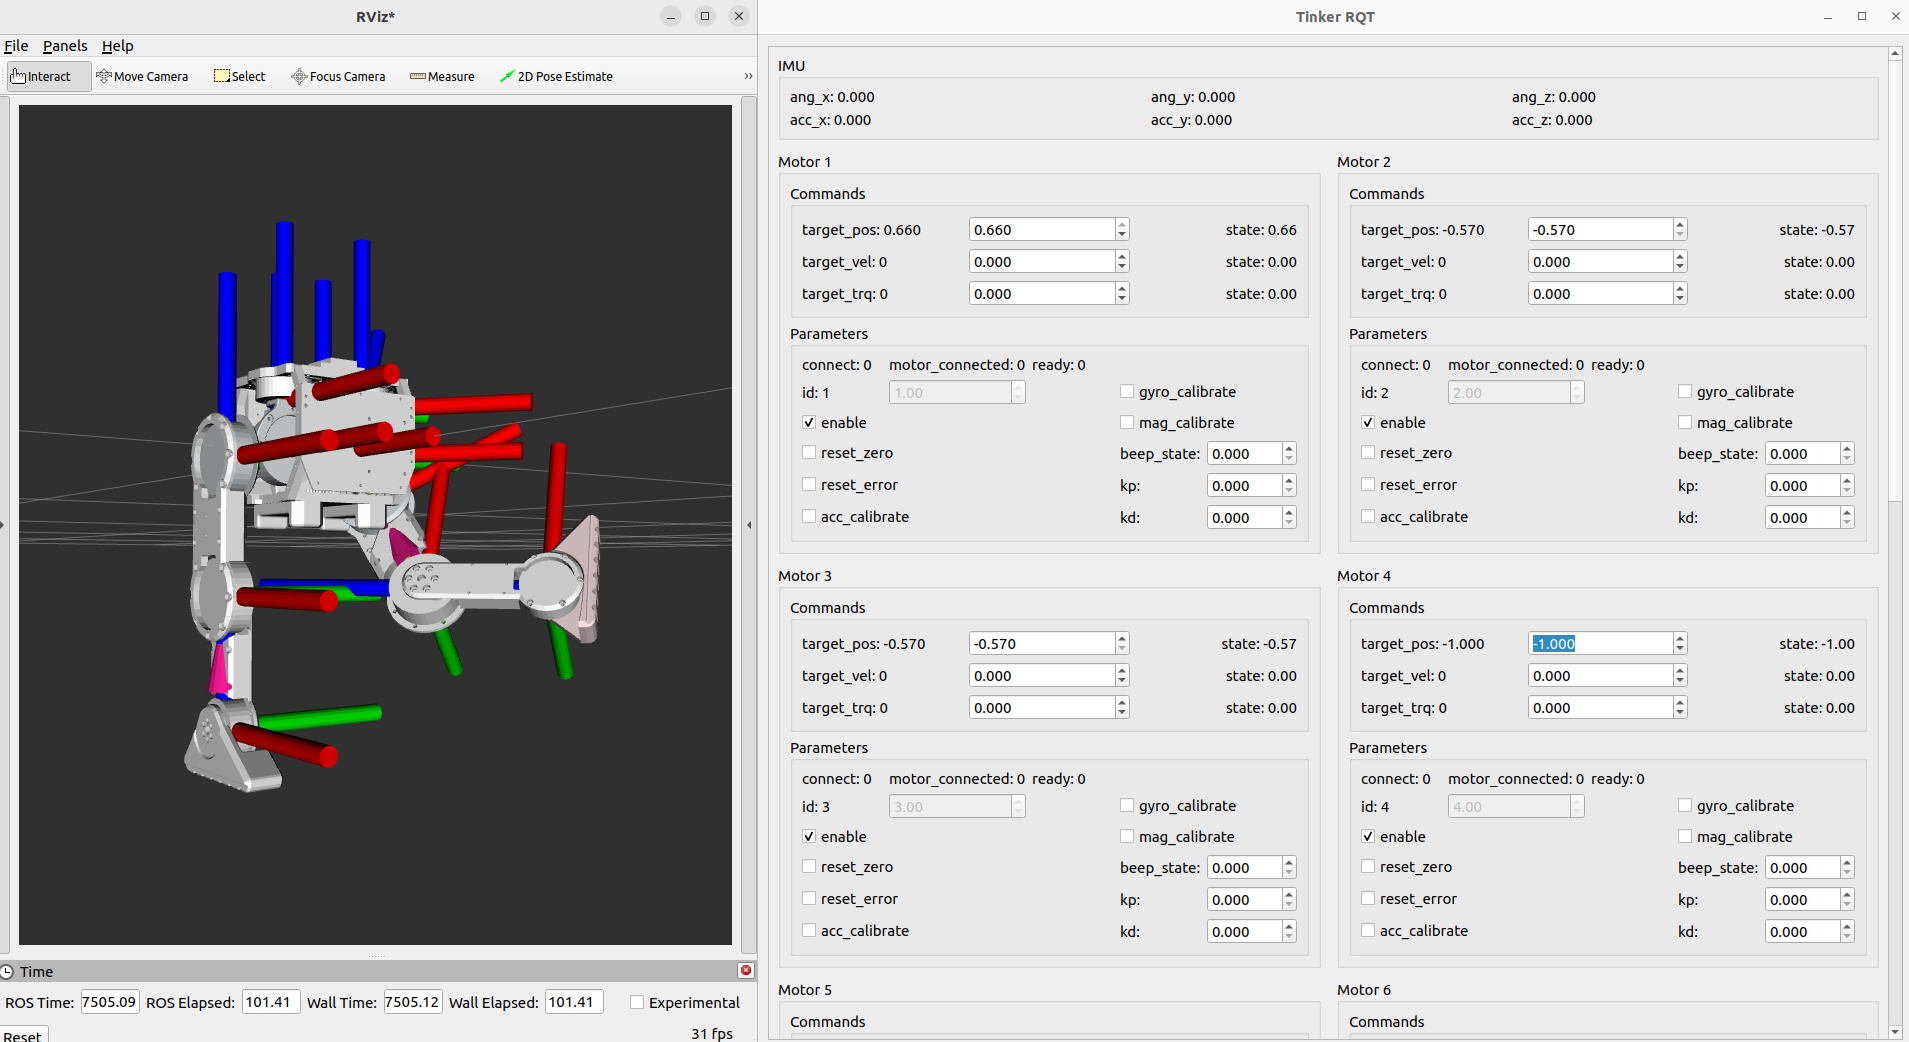 RViz*
File Panels Help
Interact Move Camera Select Focus Camera Measure 2D Pose Estimate »
Time
ROS Time: 7505.09 ROS Elapsed: 101.41 Wall Time: 7505.12 Wall Elapsed: 101.41 Experimental
Reset 31 fps
Tinker RQT
IMU
ang_x: 0.000 ang_y: 0.000 ang_z: 0.000
acc_x: 0.000 acc_y: 0.000 acc_z: 0.000
Motor 1
Commands
target_pos: 0.660 0.660 state: 0.66
target_vel: 0 0.000 state: 0.00
target_trq: 0 0.000 state: 0.00
Parameters
connect: 0 motor_connected: 0 ready: 0
id: 1 1.00 gyro_calibrate
enable mag_calibrate
reset_zero beep_state: 0.000
reset_error kp: 0.000
acc_calibrate kd: 0.000
Motor 2
Commands
target_pos: -0.570 -0.570 state: -0.57
target_vel: 0 0.000 state: 0.00
target_trq: 0 0.000 state: 0.00
Parameters
connect: 0 motor_connected: 0 ready: 0
id: 2 2.00 gyro_calibrate
enable mag_calibrate
reset_zero beep_state: 0.000
reset_error kp: 0.000
acc_calibrate kd: 0.000
Motor 3
Commands
target_pos: -0.570 -0.570 state: -0.57
target_vel: 0 0.000 state: 0.00
target_trq: 0 0.000 state: 0.00
Parameters
connect: 0 motor_connected: 0 ready: 0
id: 3 3.00 gyro_calibrate
enable mag_calibrate
reset_zero beep_state: 0.000
reset_error kp: 0.000
acc_calibrate kd: 0.000
Motor 4
Commands
target_pos: -1.000 -1.000 state: -1.00
target_vel: 0 0.000 state: 0.00
target_trq: 0 0.000 state: 0.00
Parameters
connect: 0 motor_connected: 0 ready: 0
id: 4 4.00 gyro_calibrate
enable mag_calibrate
reset_zero beep_state: 0.000
reset_error kp: 0.000
acc_calibrate kd: 0.000
Motor 5
Commands
Motor 6
Commands